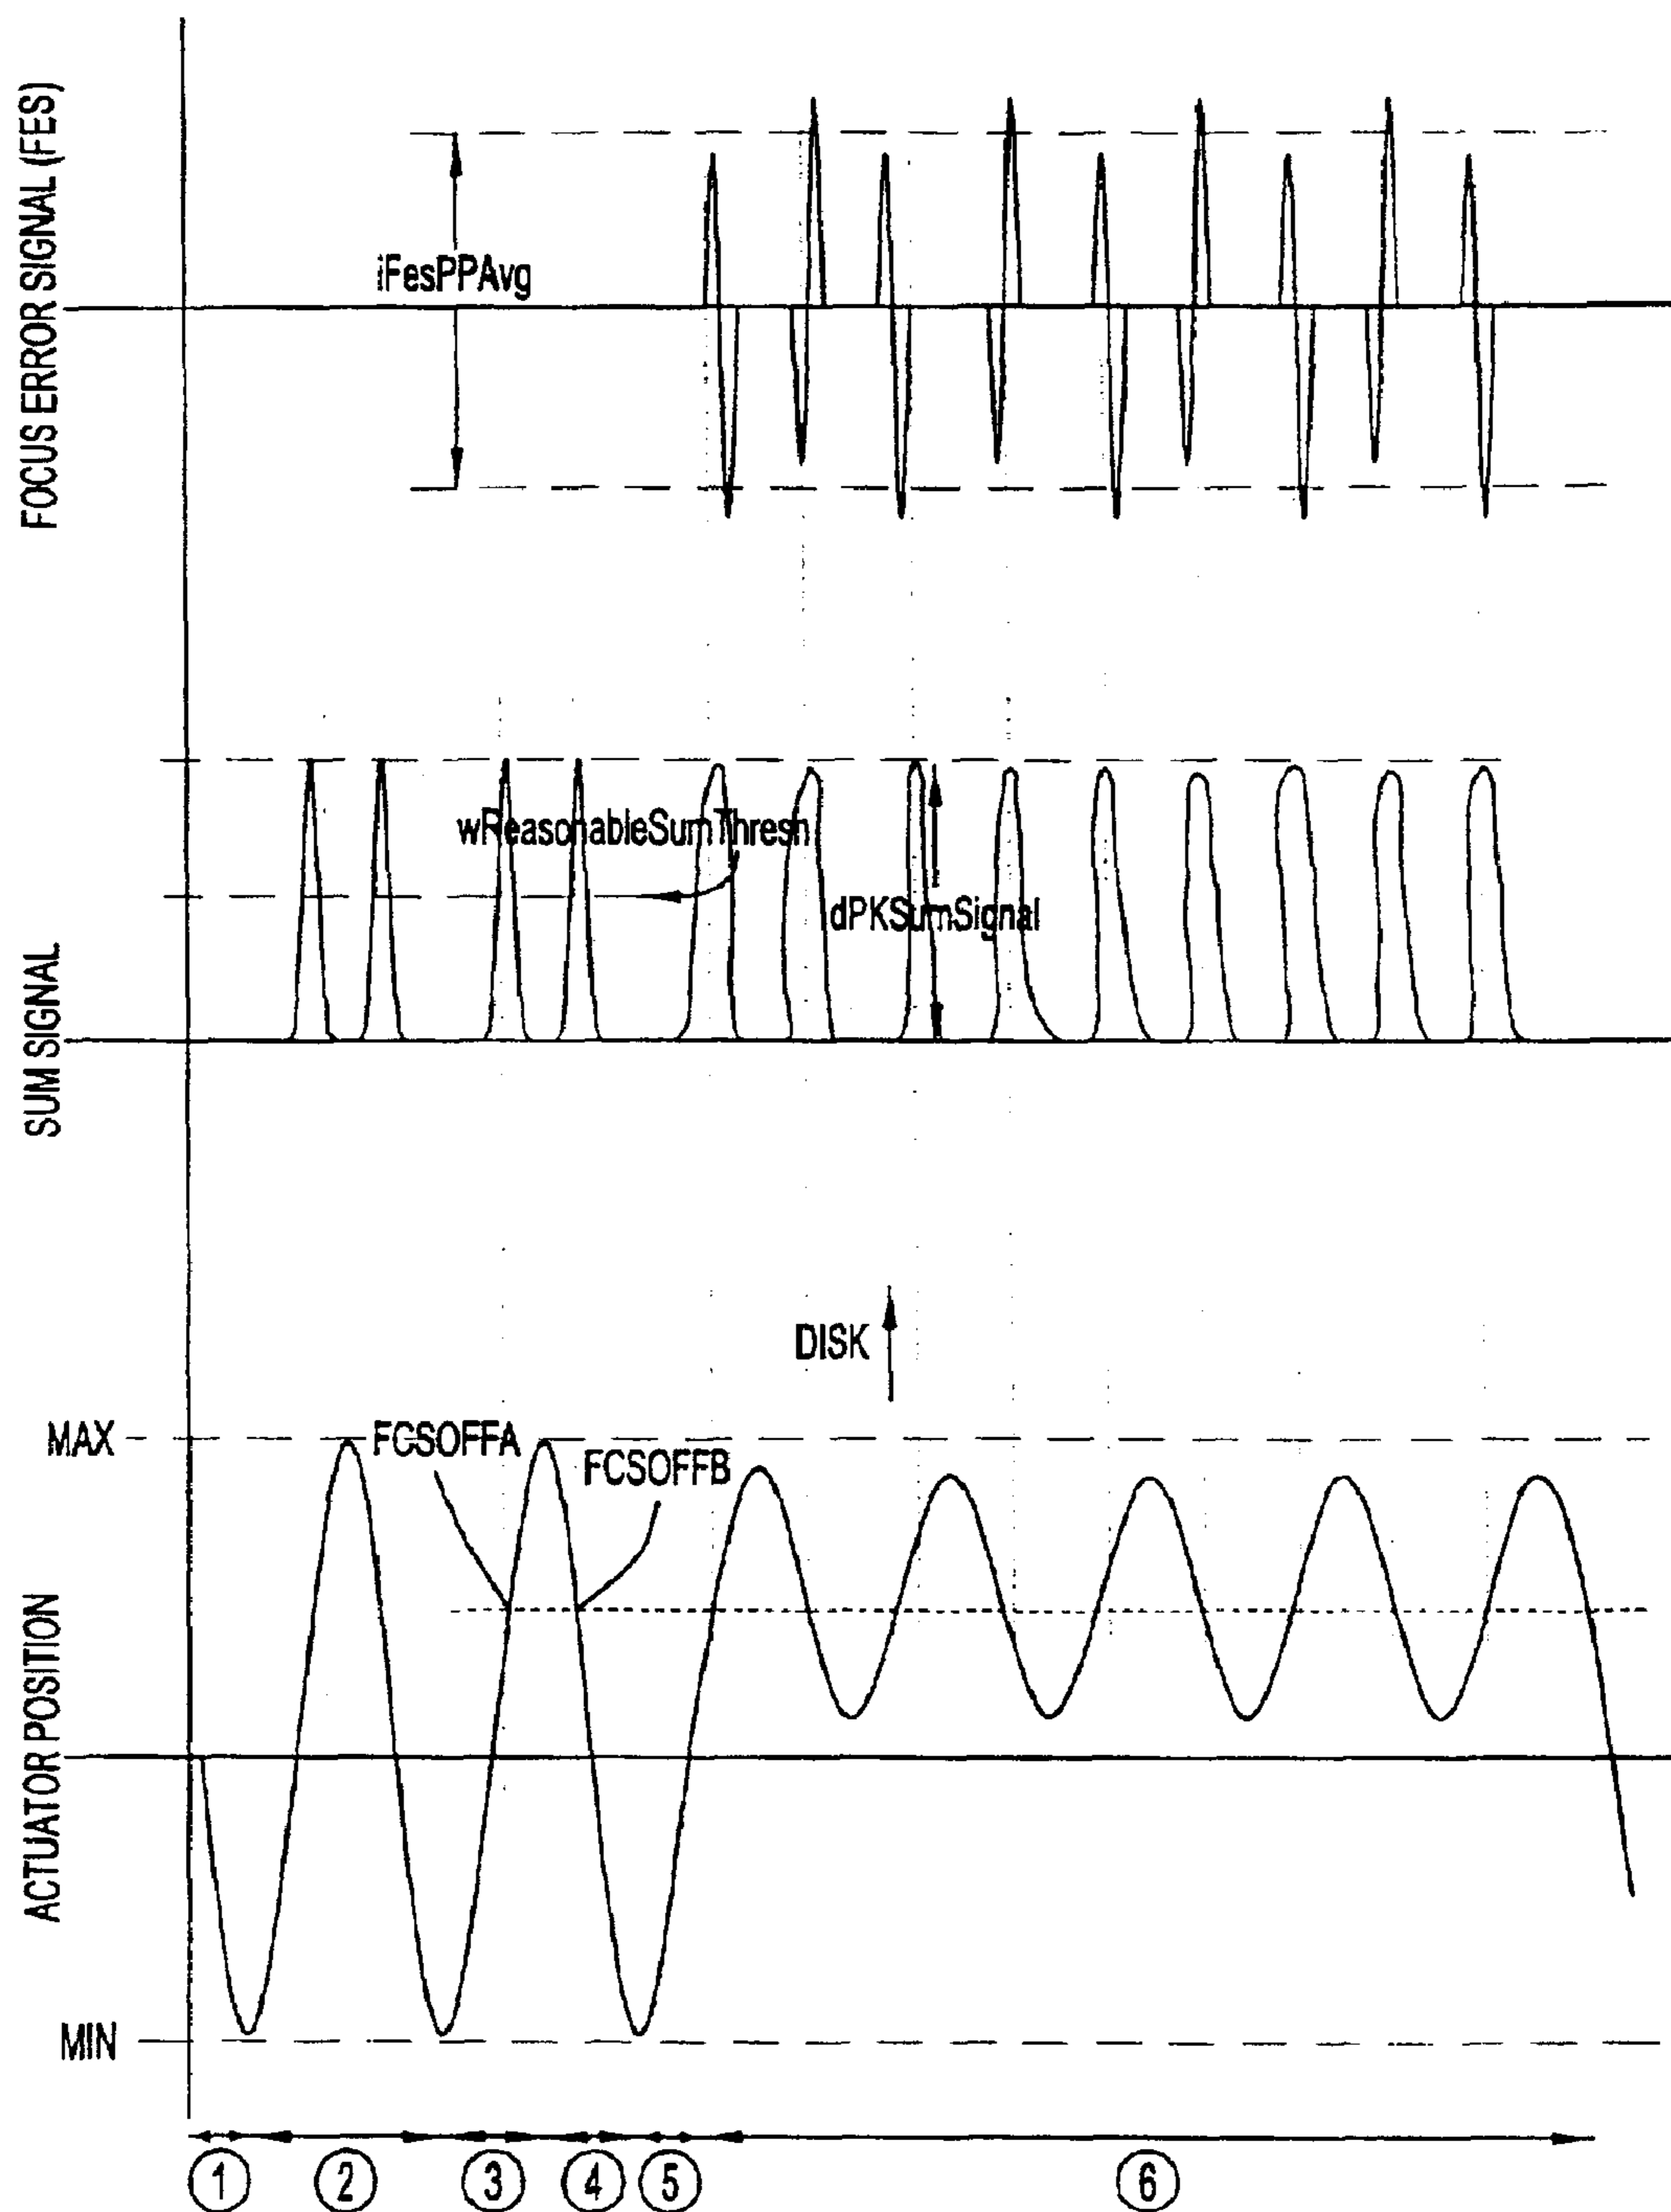 FOCUS ERROR SIGNAL (FES)
iFesPPAvg
SUM SIGNAL
wReasonableSumThresh
dPKSumSignal
DISK
ACTUATOR POSITION
MAX
FCSOFFA
FCSOFFB
MIN
1 2 3 4 5 6